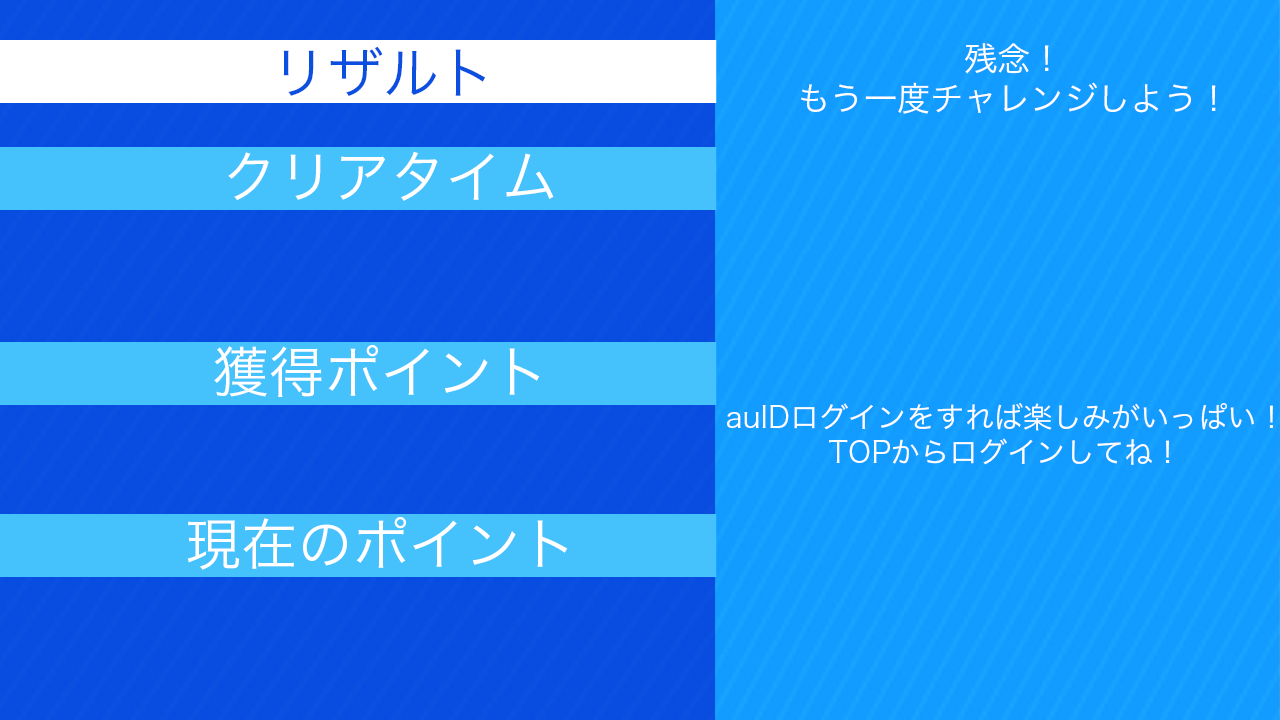 リザルト
クリアタイム
獲得ポイント
現在のポイント
残念！
もう一度チャレンジしよう！
auIDログインをすれば楽しみがいっぱい！
TOPからログインしてね！